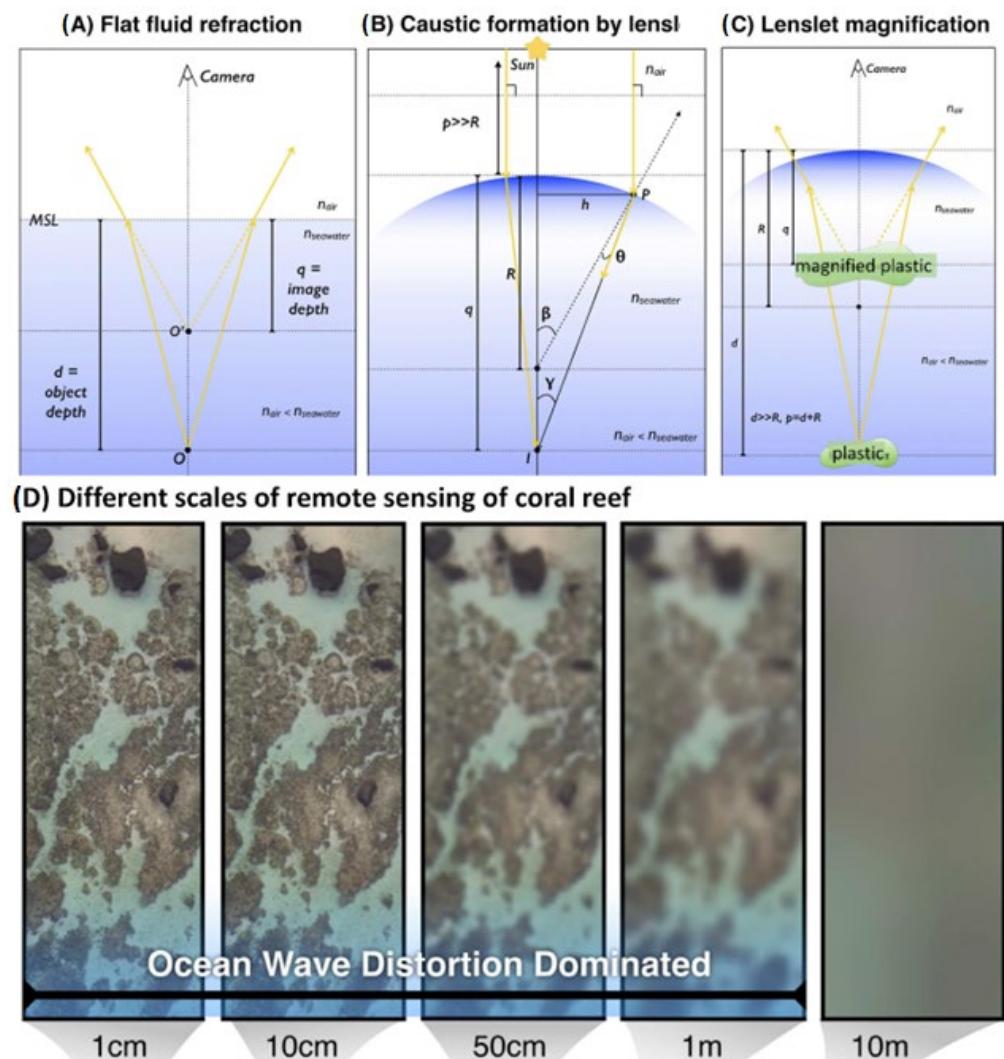 (A) Flat fluid refraction
Camera
n_air
MSL
n_seawater
q =
image
depth
O'
d =
object
depth
n_air < n_seawater
O
(B) Caustic formation by lensl
Sun
n_air
p>>R
P
h
θ
R
n_seawater
q
β
γ
n_air < n_seawater
I
(C) Lenslet magnification
Camera
n_air
n_seawater
R
q
magnified plastic
d
n_air < n_seawater
d>>R, p=d+R
plastic
(D) Different scales of remote sensing of coral reef
Ocean Wave Distortion Dominated
1cm 10cm 50cm 1m 10m